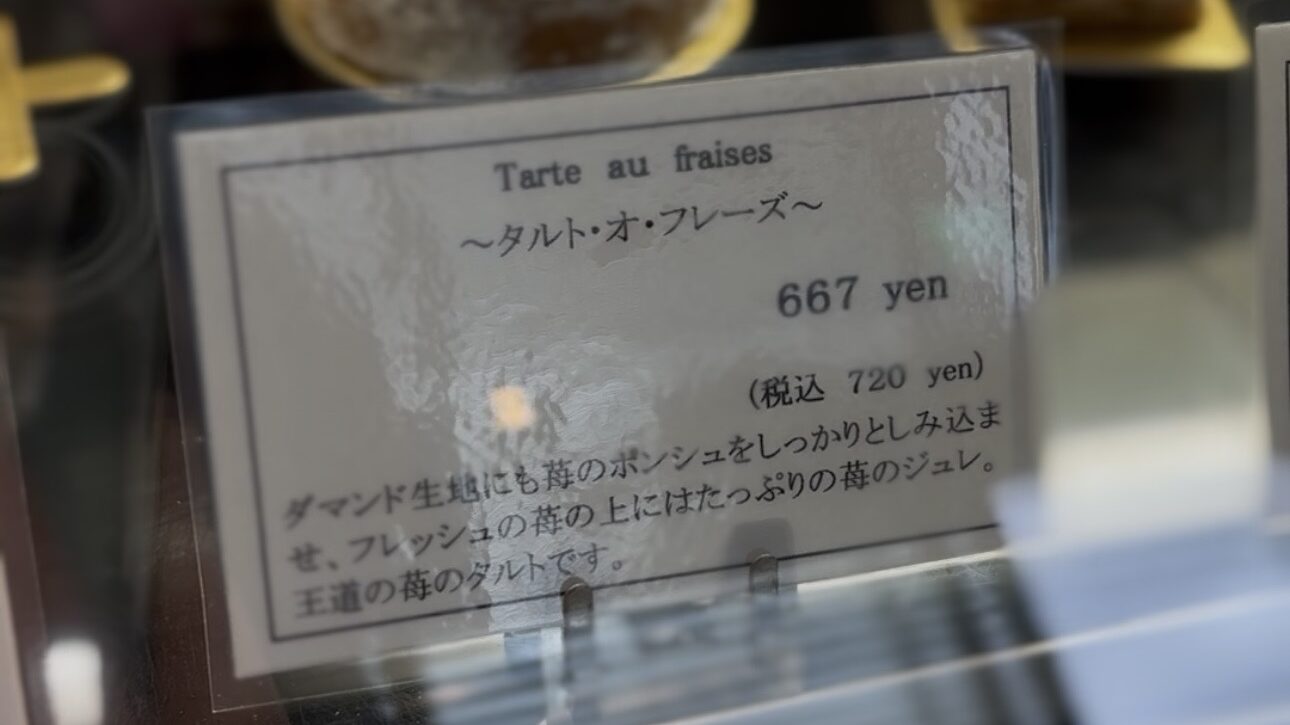 Tarte au fraises
～タルト・オ・フレーズ～
667 yen
(税込 720 yen)
ダマンド生地にも苺のポンシュをしっかりとしみ込ま
せ、フレッシュの苺の上にはたっぷりの苺のジュレ。
王道の苺のタルトです。